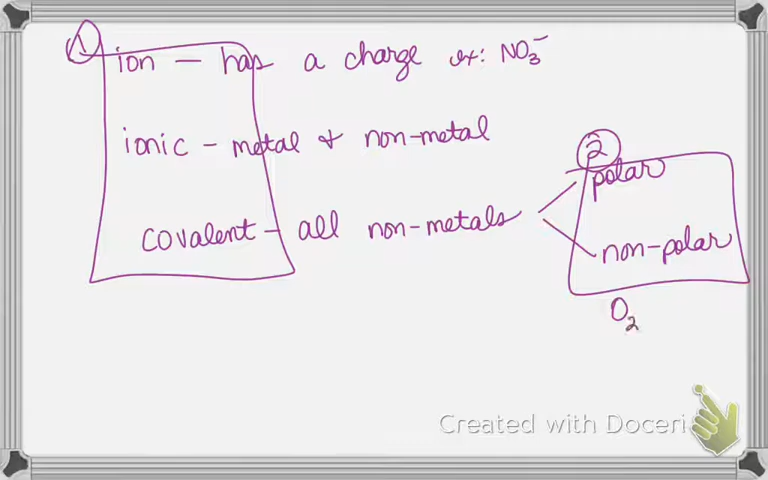 1
ion — has a charge ex: NO₃⁻
ionic - metal & non-metal
2
polar
covalent - all non-metals
non-polar
O₂
Created with Doceri